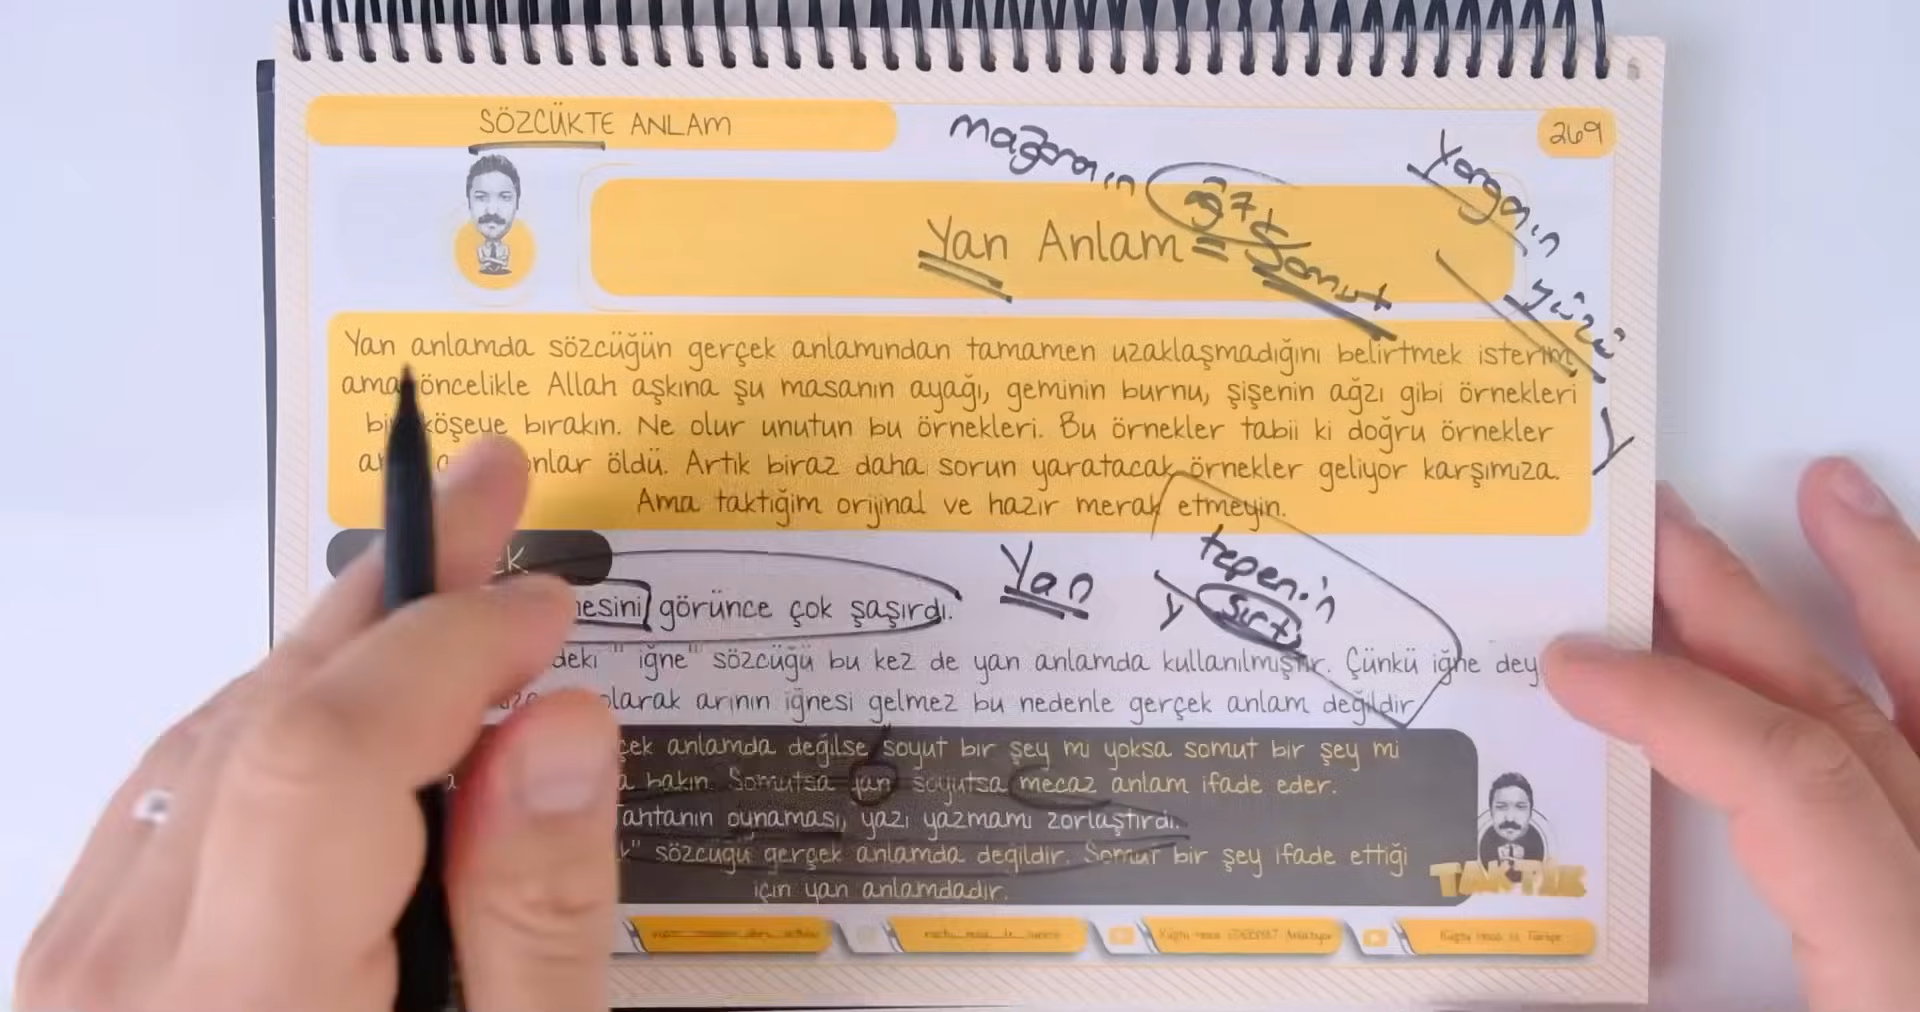 SÖZCÜKTE ANLAM
269
mağaranın ağzı
Yorganın yüzü
Y
Yan Anlam = Somut
Yan anlamda sözcüğün gerçek anlamından tamamen uzaklaşmadığını belirtmek isterim
ama öncelikle Allah aşkına şu masanın ayağı, geminin burnu, şişenin ağzı gibi örnekleri
köşeye bırakın. Ne olur unutun bu örnekleri. Bu örnekler tabii ki doğru örnekler
onlar öldü. Artık biraz daha sorun yaratacak örnekler geliyor karşımıza.
Ama taktiğim orijinal ve hazır merak etmeyin.
EK
nesini görünce çok şaşırdı.
Yan
tepenin
sırtı
Y
deki "iğne" sözcüğü bu kez de yan anlamda kullanılmıştır. Çünkü iğne dey
olarak arının iğnesi gelmez bu nedenle gerçek anlam değildir.
çek anlamda değilse soyut bir şey mi yoksa somut bir şey mi
a bakın. Somutsa yan soyutsa mecaz anlam ifade eder.
Tahtanın oynaması, yazı yazmamı zorlaştırdı.
k" sözcüğü gerçek anlamda değildir. Somut bir şey ifade ettiği
için yan anlamdadır.
TAKTİK